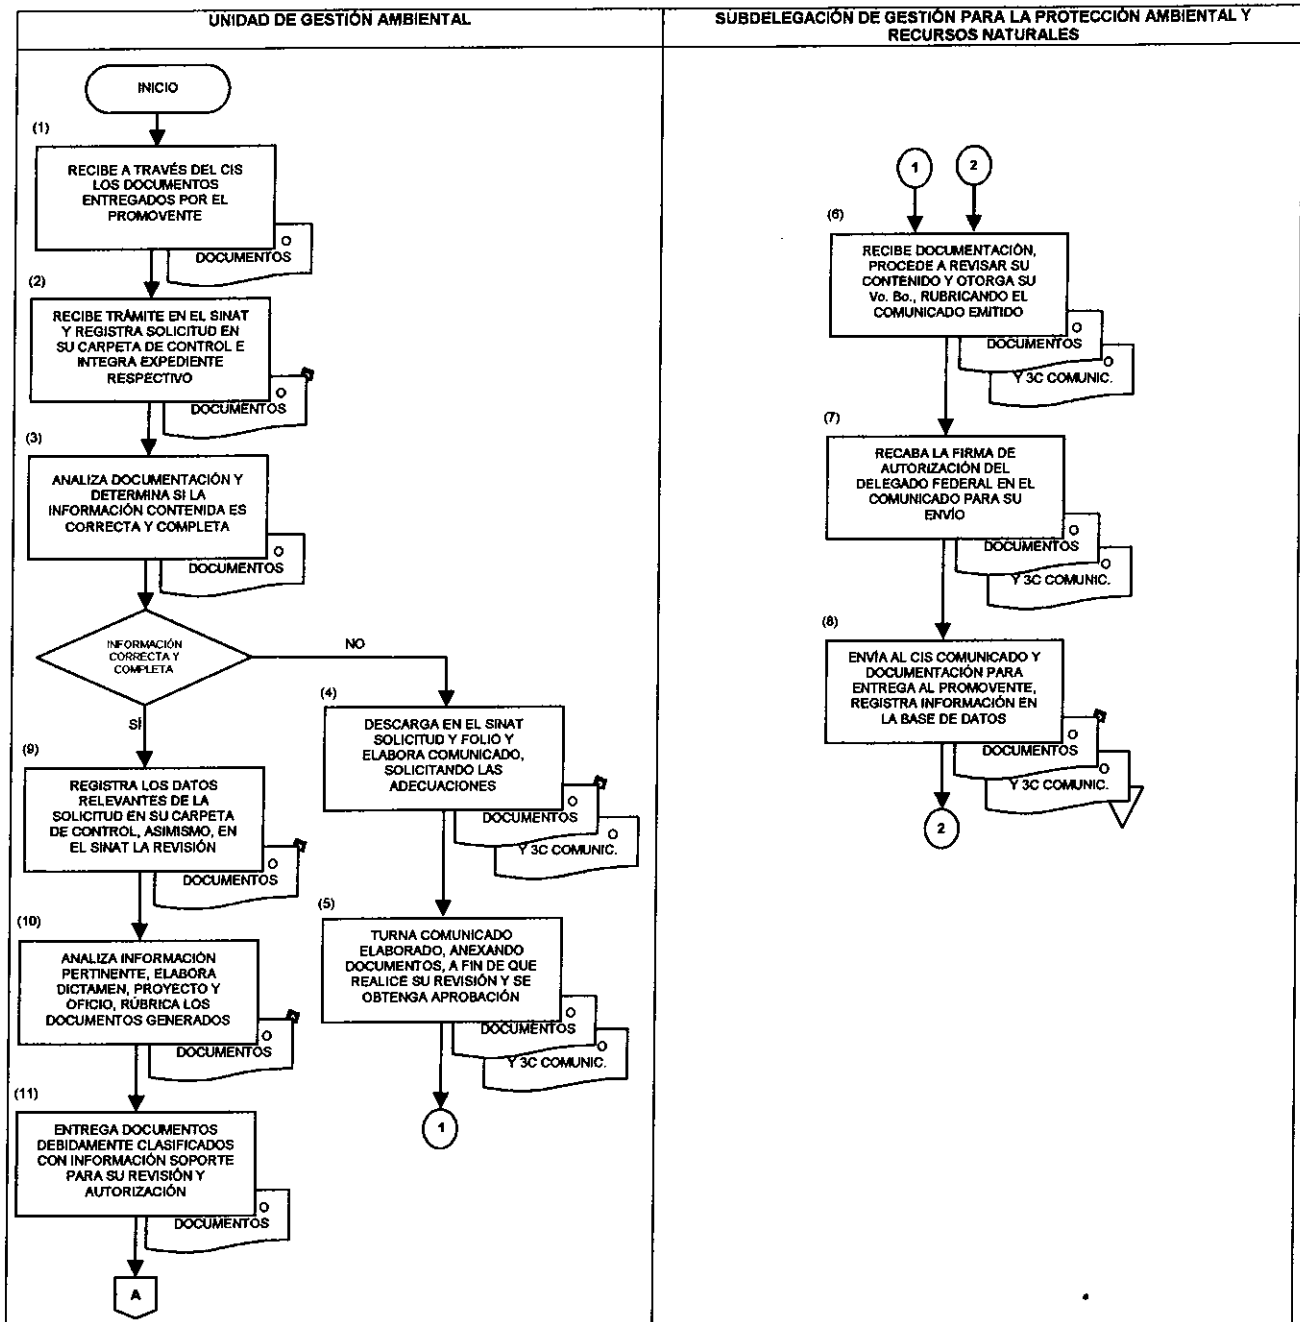 UNIDAD DE GESTIÓN AMBIENTAL
SUBDELEGACIÓN DE GESTIÓN PARA LA PROTECCIÓN AMBIENTAL Y
RECURSOS NATURALES
INICIO
(1)
RECIBE A TRAVÉS DEL CIS
LOS DOCUMENTOS
ENTREGADOS POR EL
PROMOVENTE
O
DOCUMENTOS
(2)
RECIBE TRÁMITE EN EL SINAT
Y REGISTRA SOLICITUD EN
SU CARPETA DE CONTROL E
INTEGRA EXPEDIENTE
RESPECTIVO
O
DOCUMENTOS
(3)
ANALIZA DOCUMENTACIÓN Y
DETERMINA SI LA
INFORMACIÓN CONTENIDA ES
CORRECTA Y COMPLETA
O
DOCUMENTOS
INFORMACIÓN
CORRECTA Y
COMPLETA
NO
SÍ
(4)
DESCARGA EN EL SINAT
SOLICITUD Y FOLIO Y
ELABORA COMUNICADO,
SOLICITANDO LAS
ADECUACIONES
O
DOCUMENTOS
O
Y 3C COMUNIC.
(5)
TURNA COMUNICADO
ELABORADO, ANEXANDO
DOCUMENTOS, A FIN DE QUE
REALICE SU REVISIÓN Y SE
OBTENGA APROBACIÓN
O
DOCUMENTOS
O
Y 3C COMUNIC.
1
(9)
REGISTRA LOS DATOS
RELEVANTES DE LA
SOLICITUD EN SU CARPETA
DE CONTROL, ASIMISMO, EN
EL SINAT LA REVISIÓN
O
DOCUMENTOS
(10)
ANALIZA INFORMACIÓN
PERTINENTE, ELABORA
DICTAMEN, PROYECTO Y
OFICIO, RÚBRICA LOS
DOCUMENTOS GENERADOS
O
DOCUMENTOS
(11)
ENTREGA DOCUMENTOS
DEBIDAMENTE CLASIFICADOS
CON INFORMACIÓN SOPORTE
PARA SU REVISIÓN Y
AUTORIZACIÓN
O
DOCUMENTOS
A
1
2
(6)
RECIBE DOCUMENTACIÓN,
PROCEDE A REVISAR SU
CONTENIDO Y OTORGA SU
Vo. Bo., RUBRICANDO EL
COMUNICADO EMITIDO
O
DOCUMENTOS
O
Y 3C COMUNIC.
(7)
RECABA LA FIRMA DE
AUTORIZACIÓN DEL
DELEGADO FEDERAL EN EL
COMUNICADO PARA SU
ENVÍO
O
DOCUMENTOS
O
Y 3C COMUNIC.
(8)
ENVÍA AL CIS COMUNICADO Y
DOCUMENTACIÓN PARA
ENTREGA AL PROMOVENTE,
REGISTRA INFORMACIÓN EN
LA BASE DE DATOS
O
DOCUMENTOS
O
Y 3C COMUNIC.
2